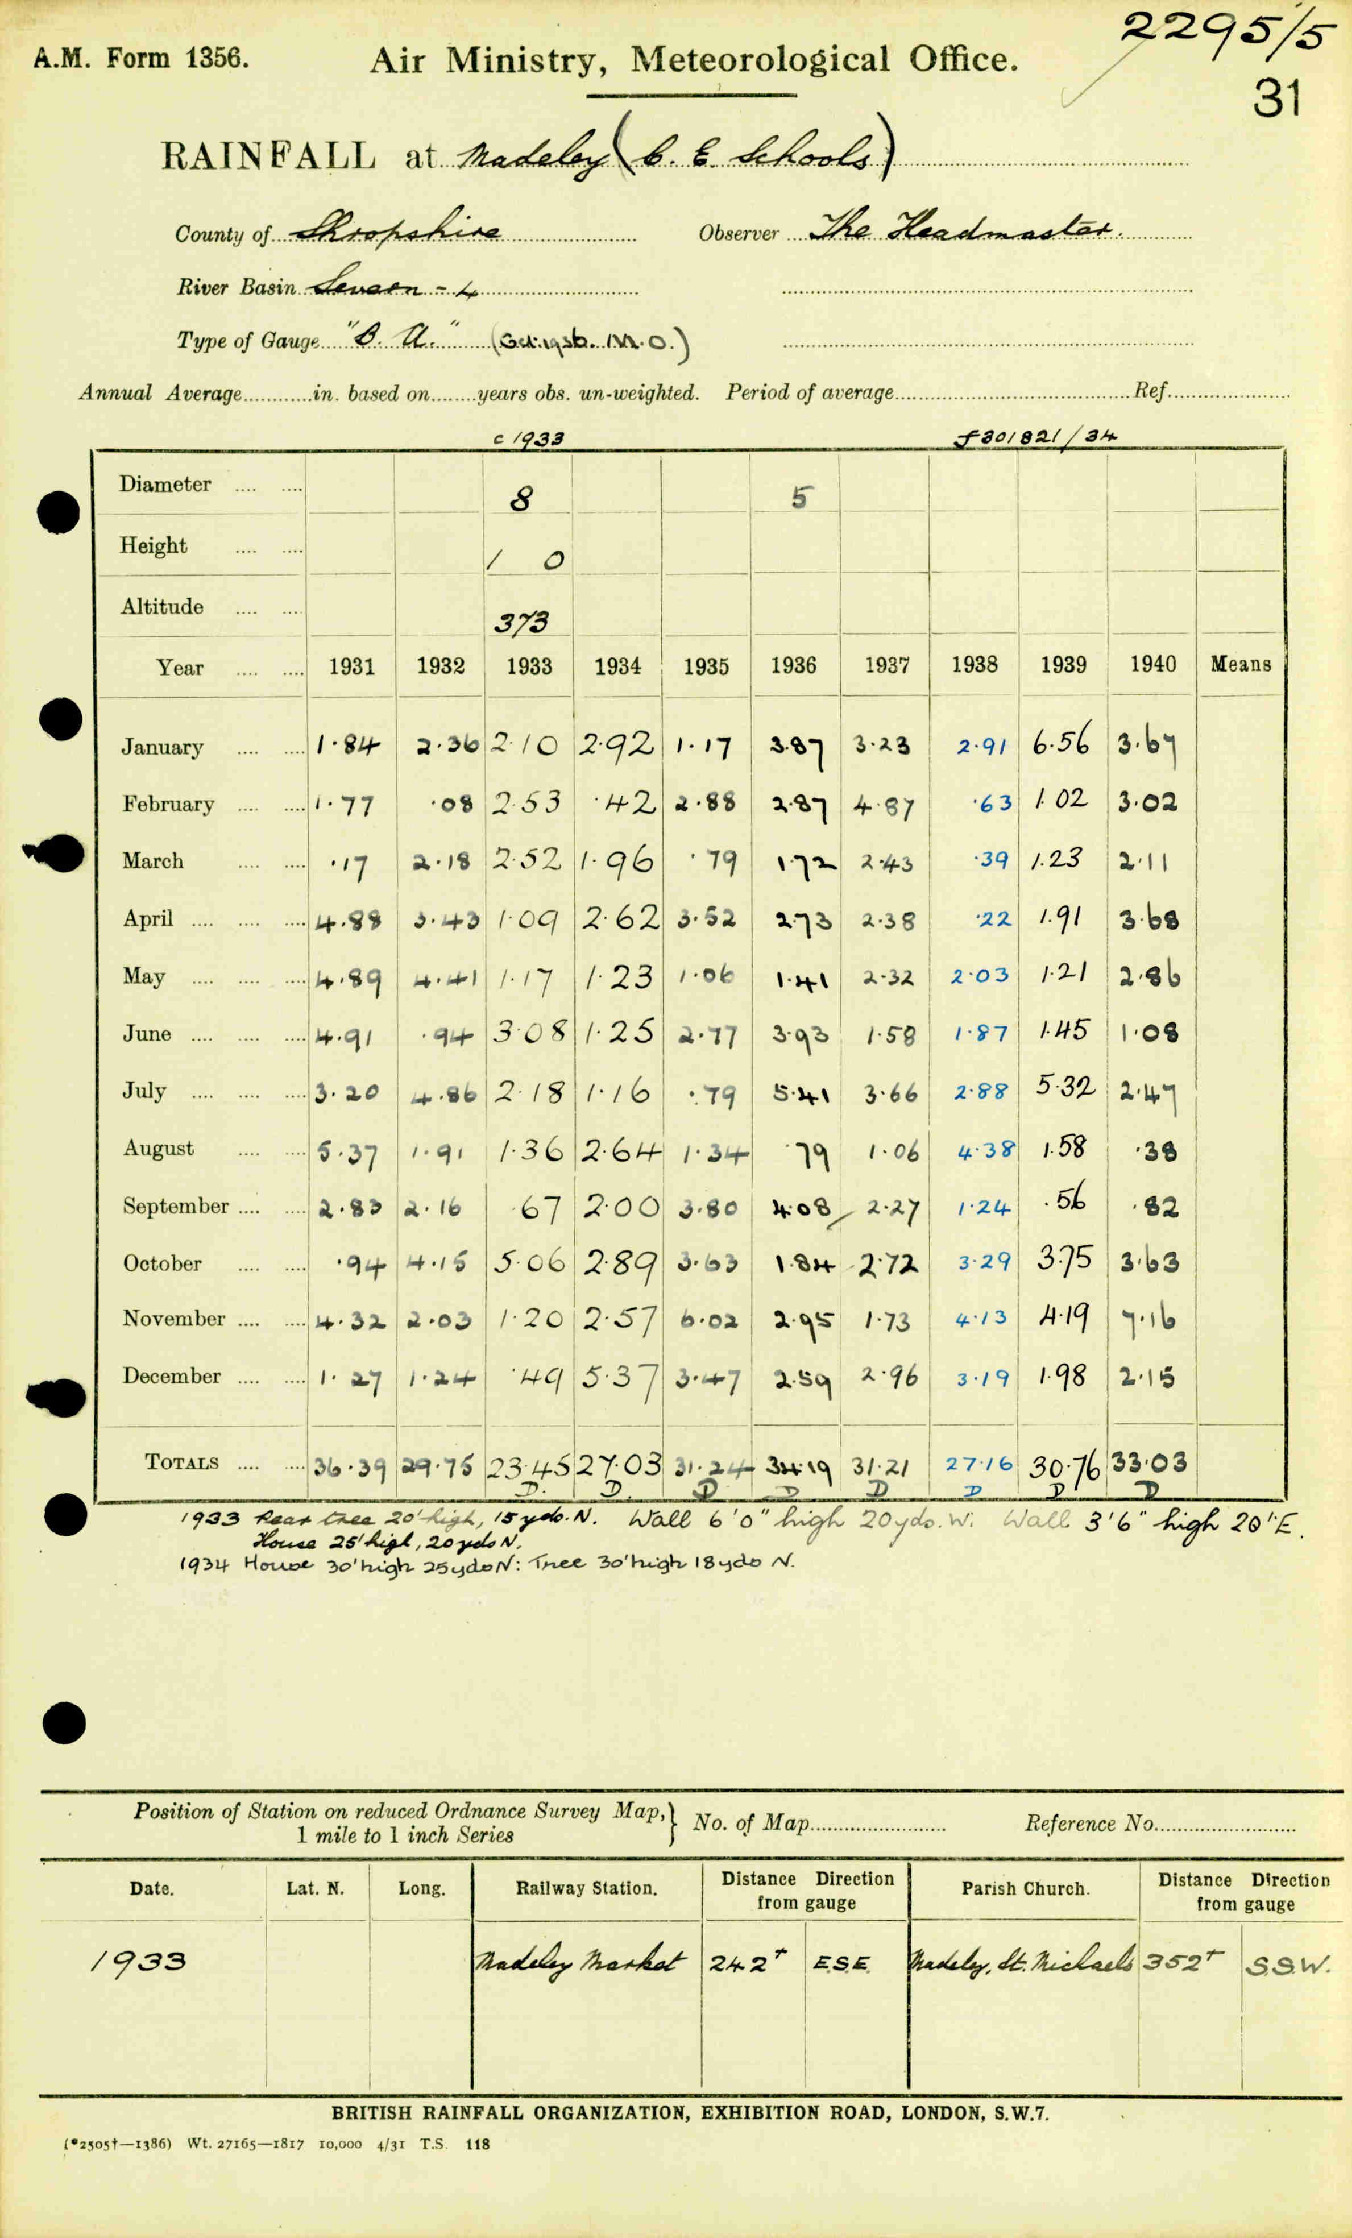 2295/5
A.M. Form 1356. Air Ministry, Meteorological Office.
31
RAINFALL at Madeley (C. E. Schools)
County of Shropshire Observer The Headmaster.
River Basin Severn - 4
Type of Gauge "B. A." (Oct. 1936. M.O.)
Annual Average in. based on years obs. un-weighted. Period of average Ref.
c 1933 f301821/34
Diameter 8 5
Height 1 0
Altitude 373
Year 1931 1932 1933 1934 1935 1936 1937 1938 1939 1940 Means
January 1·84 2·36 2·10 2·92 1·17 3·87 3·23 2·91 6·56 3·67
February 1·77 ·08 2·53 ·42 2·88 2·87 4·87 ·63 1·02 3·02
March ·17 2·18 2·52 1·96 ·79 1·72 2·43 ·39 1·23 2·11
April 4·88 3·43 1·09 2·62 3·52 2·73 2·38 ·22 1·91 3·68
May 4·89 4·41 1·17 1·23 1·06 1·41 2·32 2·03 1·21 2·86
June 4·91 ·94 3·08 1·25 2·77 3·93 1·58 1·87 1·45 1·08
July 3·20 4·86 2·18 1·16 ·79 5·41 3·66 2·88 5·32 2·47
August 5·37 1·91 1·36 2·64 1·34 ·79 1·06 4·38 1·58 ·38
September 2·83 2·16 ·67 2·00 3·80 4·08 2·27 1·24 ·56 ·82
October ·94 4·15 5·06 2·89 3·63 1·84 2·72 3·29 3·75 3·63
November 4·32 2·03 1·20 2·57 6·02 2·95 1·73 4·13 4·19 7·16
December 1·27 1·24 ·49 5·37 3·47 2·59 2·96 3·19 1·98 2·15
TOTALS 36·39 29·75 23·45 27·03 31·24 34·19 31·21 27·16 30·76 33·03
D. D. D D D D D D
1933 Pear tree 20' high, 15 yds. N. Wall 6'0" high 20 yds. W. Wall 3'6" high 20' E.
House 25' high, 20 yds N.
1934 House 30' high 25 yds N: Tree 30' high 18 yds N.
Position of Station on reduced Ordnance Survey Map, } No. of Map Reference No.
1 mile to 1 inch Series
Date. Lat. N. Long. Railway Station. Distance Direction from gauge Parish Church. Distance Direction from gauge
1933 Madeley Market 242+ E.S.E. Madeley, St. Michaels 352+ S.S.W.
BRITISH RAINFALL ORGANIZATION, EXHIBITION ROAD, LONDON, S.W.7.
(*2505†—1386) Wt. 27165—1817 10,000 4/31 T.S. 118